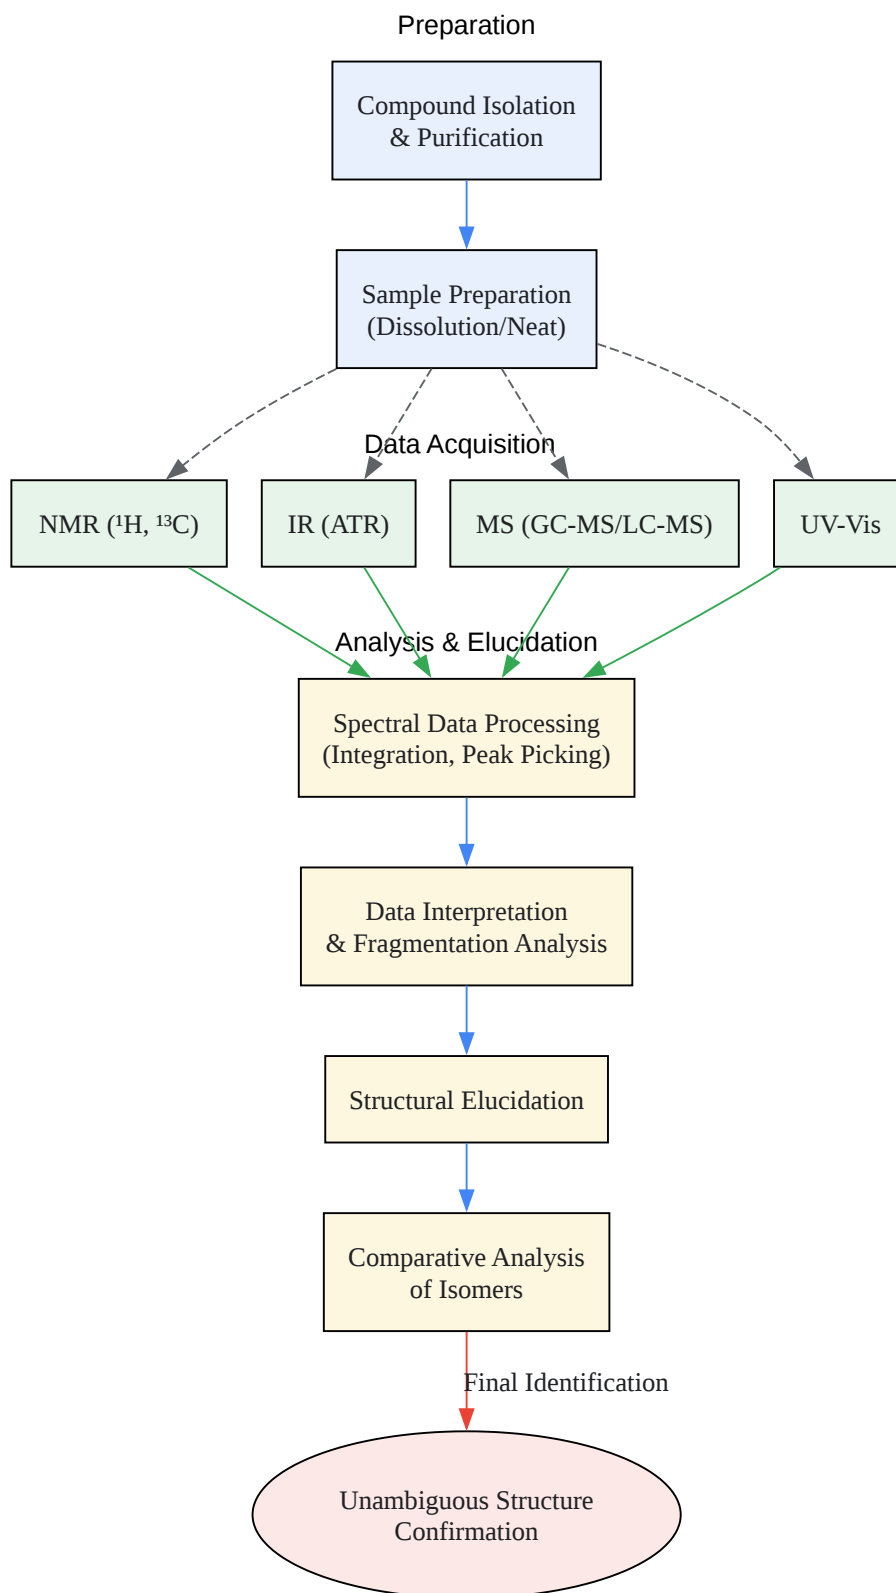 Preparation
Compound Isolation
& Purification
Sample Preparation
(Dissolution/Neat)
Data Acquisition
NMR (¹H, ¹³C)
IR (ATR)
MS (GC-MS/LC-MS)
UV-Vis
Analysis & Elucidation
Spectral Data Processing
(Integration, Peak Picking)
Data Interpretation
& Fragmentation Analysis
Structural Elucidation
Comparative Analysis
of Isomers
Final Identification
Unambiguous Structure
Confirmation